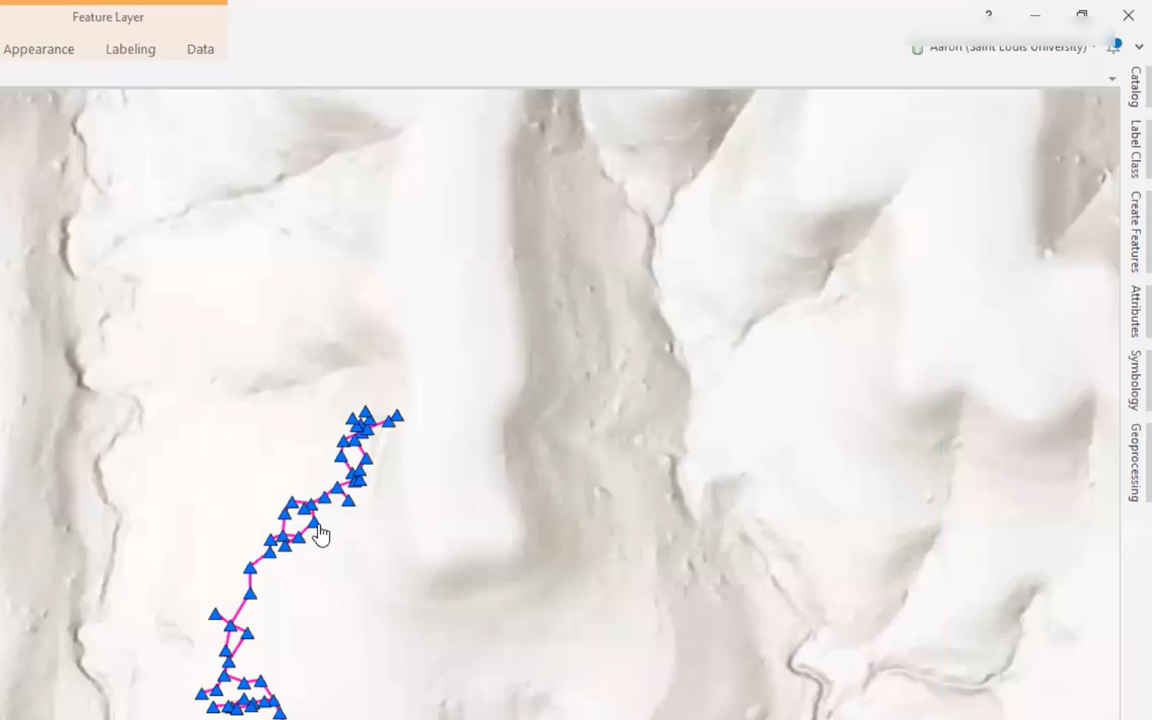 Feature Layer
?
Appearance
Labeling
Data
Aaron (Saint Louis University)
Catalog
Label Class
Create Features
Attributes
Symbology
Geoprocessing